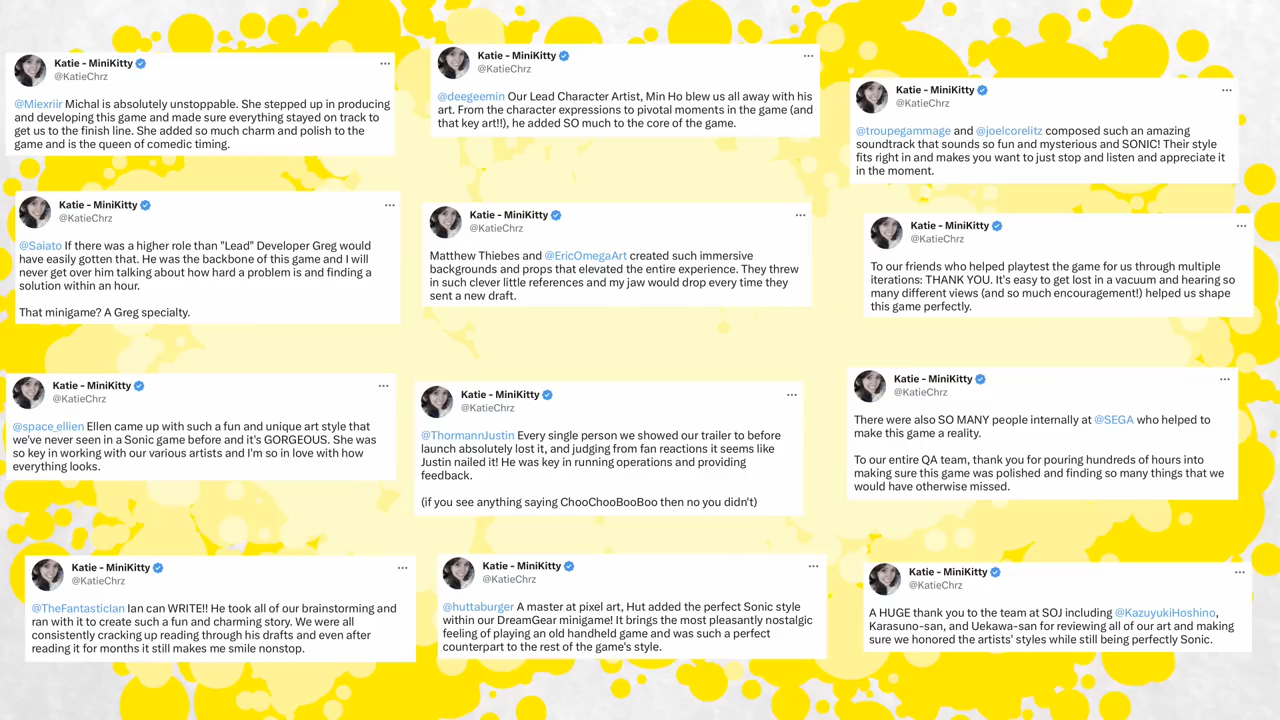 Katie - MiniKitty
@KatieChrz
@Miexriir Michal is absolutely unstoppable. She stepped up in producing
and developing this game and made sure everything stayed on track to
get us to the finish line. She added so much charm and polish to the
game and is the queen of comedic timing.
Katie - MiniKitty
@KatieChrz
@Saiato If there was a higher role than "Lead" Developer Greg would
have easily gotten that. He was the backbone of this game and I will
never get over him talking about how hard a problem is and finding a
solution within an hour.
That minigame? A Greg specialty.
Katie - MiniKitty
@KatieChrz
@space_ellien Ellen came up with such a fun and unique art style that
we've never seen in a Sonic game before and it's GORGEOUS. She was
so key in working with our various artists and I'm so in love with how
everything looks.
Katie - MiniKitty
@KatieChrz
@TheFantasticIan Ian can WRITE!! He took all of our brainstorming and
ran with it to create such a fun and charming story. We were all
consistently cracking up reading through his drafts and even after
reading it for months it still makes me smile nonstop.
Katie - MiniKitty
@KatieChrz
@deegeemin Our Lead Character Artist, Min Ho blew us all away with his
art. From the character expressions to pivotal moments in the game (and
that key art!!), he added SO much to the core of the game.
Katie - MiniKitty
@KatieChrz
Matthew Thiebes and @EricOmegaArt created such immersive
backgrounds and props that elevated the entire experience. They threw
in such clever little references and my jaw would drop every time they
sent a new draft.
Katie - MiniKitty
@KatieChrz
@ThormannJustin Every single person we showed our trailer to before
launch absolutely lost it, and judging from fan reactions it seems like
Justin nailed it! He was key in running operations and providing
feedback.
(if you see anything saying ChooChooBooBoo then no you didn't)
Katie - MiniKitty
@KatieChrz
@huttaburger A master at pixel art, Hut added the perfect Sonic style
within our DreamGear minigame! It brings the most pleasantly nostalgic
feeling of playing an old handheld game and was such a perfect
counterpart to the rest of the game's style.
Katie - MiniKitty
@KatieChrz
@troupegammage and @joelcorelitz composed such an amazing
soundtrack that sounds so fun and mysterious and SONIC! Their style
fits right in and makes you want to just stop and listen and appreciate it
in the moment.
Katie - MiniKitty
@KatieChrz
To our friends who helped playtest the game for us through multiple
iterations: THANK YOU. It's easy to get lost in a vacuum and hearing so
many different views (and so much encouragement!) helped us shape
this game perfectly.
Katie - MiniKitty
@KatieChrz
There were also SO MANY people internally at @SEGA who helped to
make this game a reality.
To our entire QA team, thank you for pouring hundreds of hours into
making sure this game was polished and finding so many things that we
would have otherwise missed.
Katie - MiniKitty
@KatieChrz
A HUGE thank you to the team at SOJ including @KazuyukiHoshino,
Karasuno-san, and Uekawa-san for reviewing all of our art and making
sure we honored the artists' styles while still being perfectly Sonic.